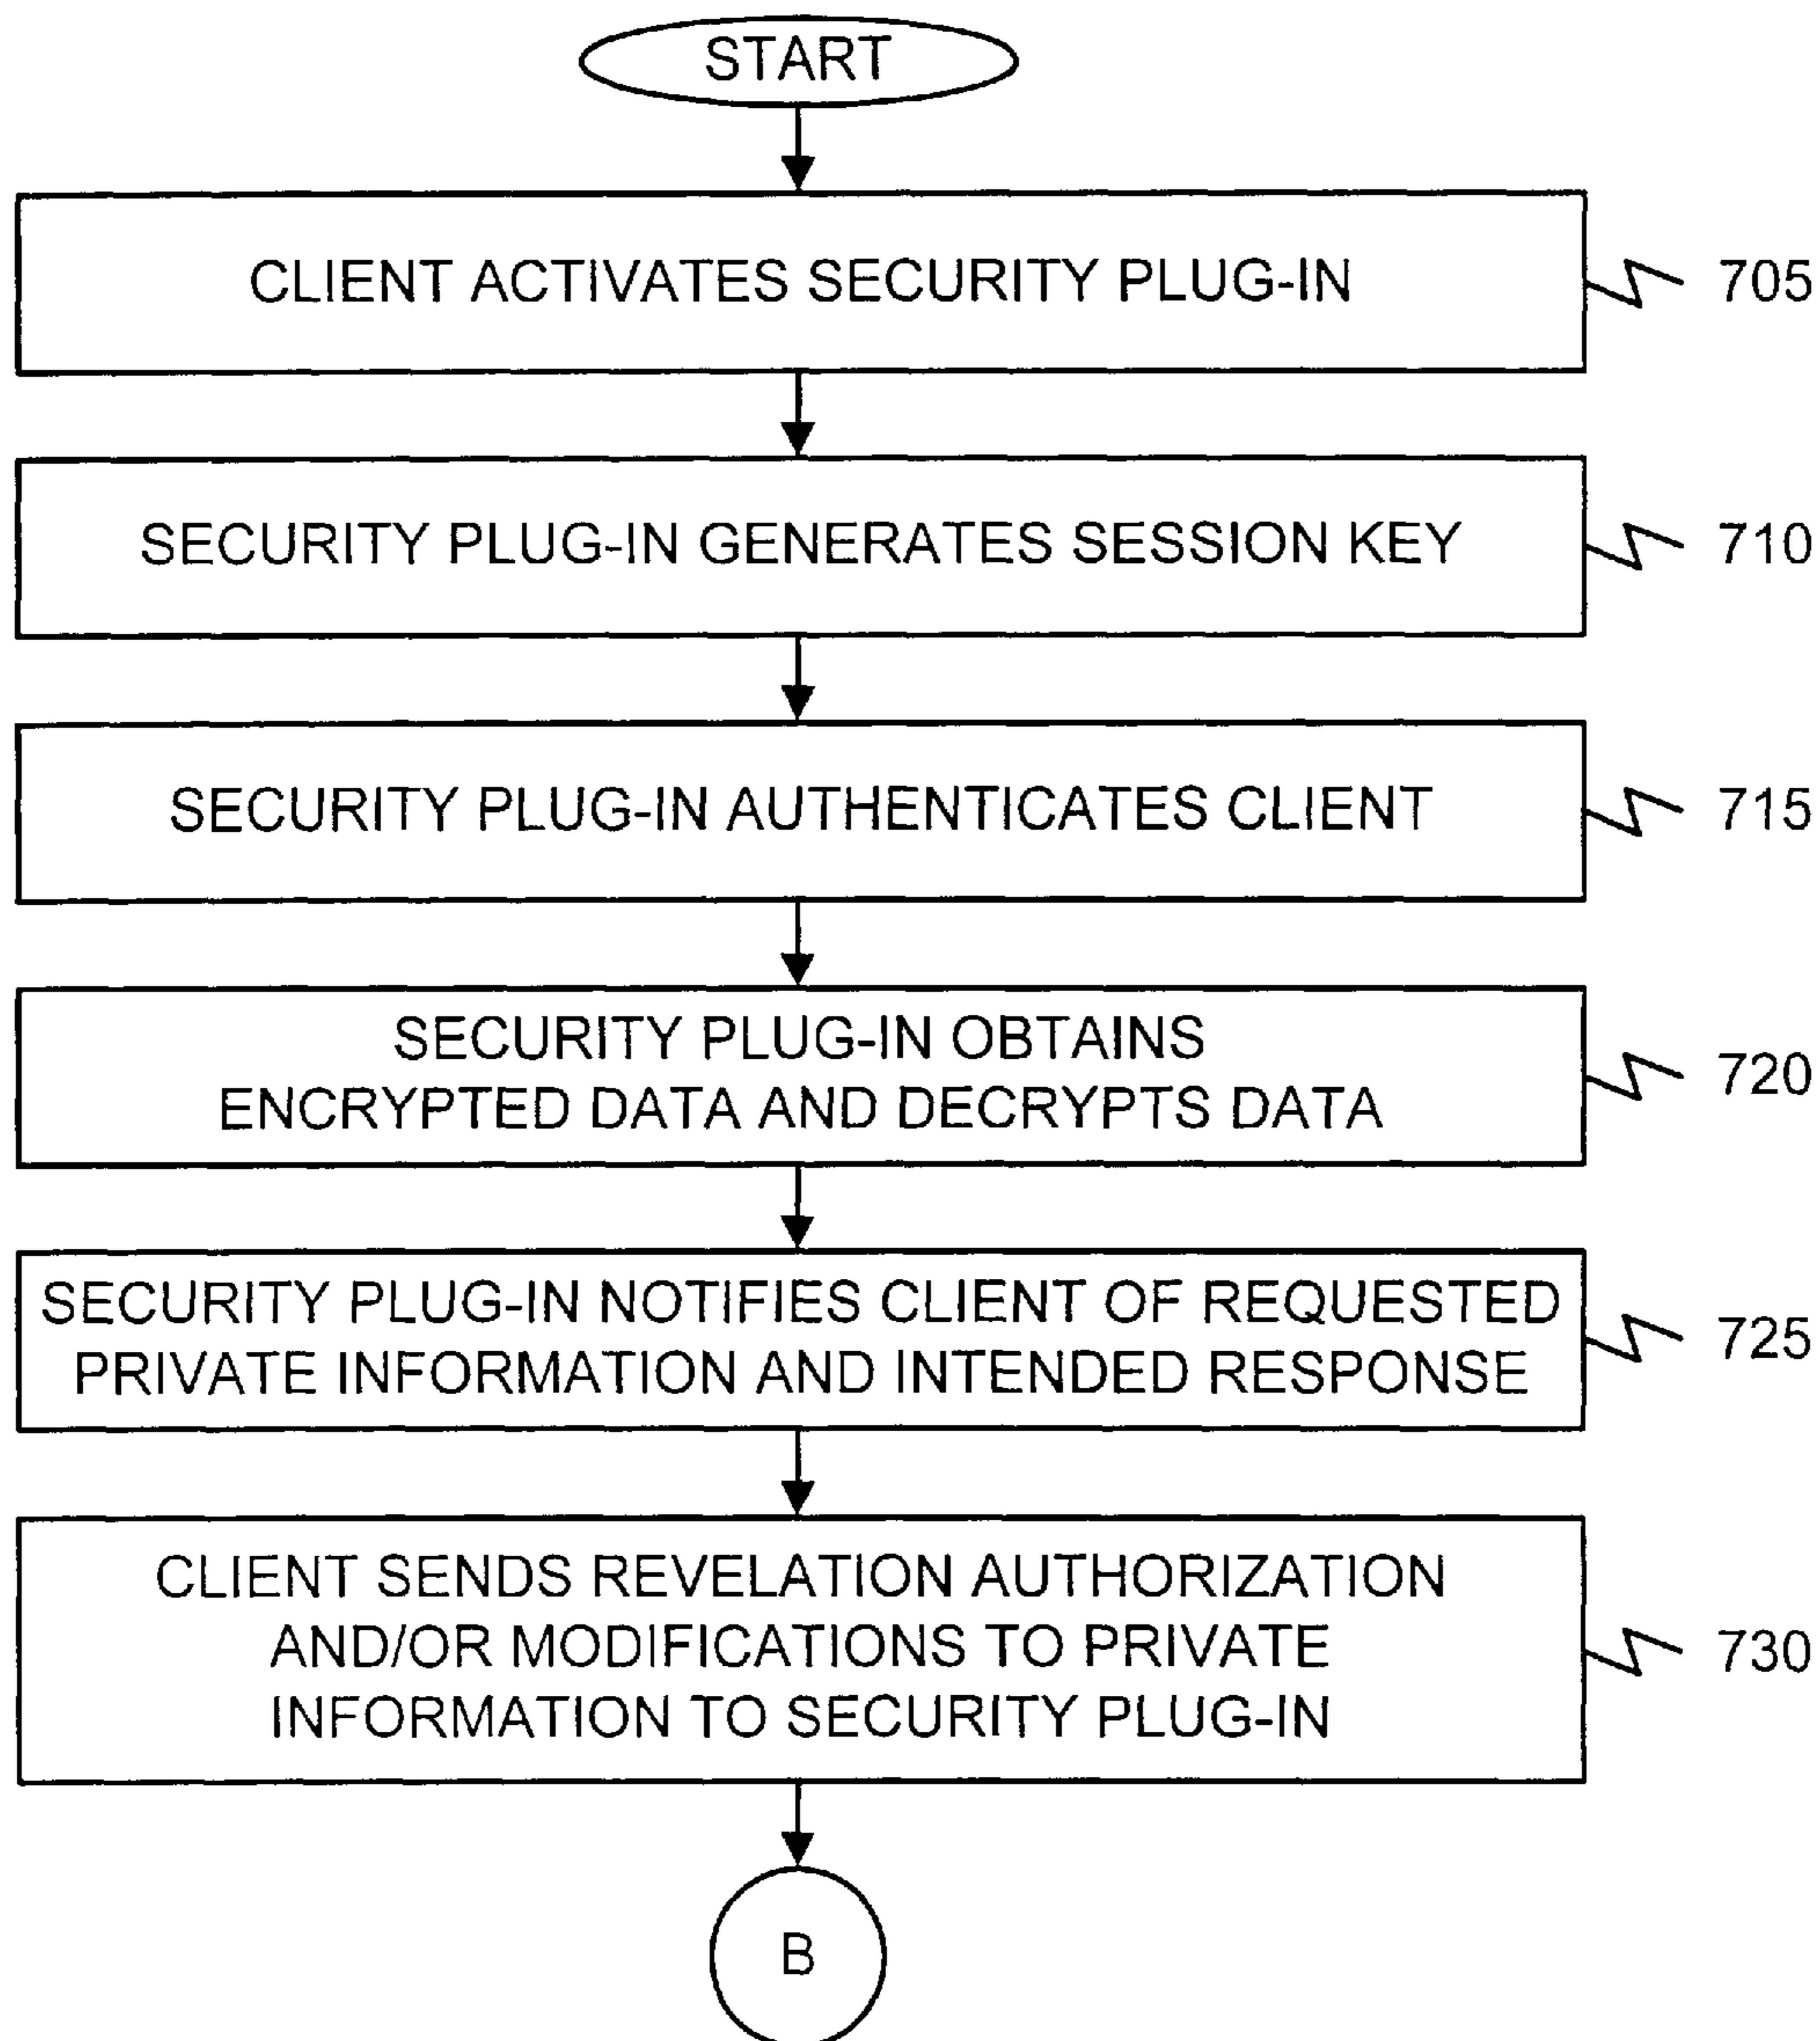 START
CLIENT ACTIVATES SECURITY PLUG-IN
705
SECURITY PLUG-IN GENERATES SESSION KEY
710
SECURITY PLUG-IN AUTHENTICATES CLIENT
715
SECURITY PLUG-IN OBTAINS
ENCRYPTED DATA AND DECRYPTS DATA
720
SECURITY PLUG-IN NOTIFIES CLIENT OF REQUESTED
PRIVATE INFORMATION AND INTENDED RESPONSE
725
CLIENT SENDS REVELATION AUTHORIZATION
AND/OR MODIFICATIONS TO PRIVATE
INFORMATION TO SECURITY PLUG-IN
730
B